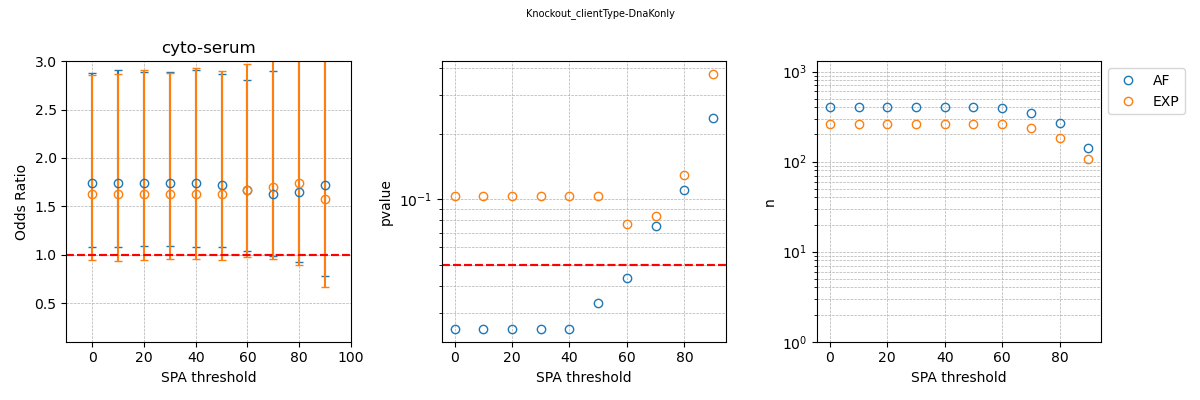 Knockout_clientType-DnaKonly
cyto-serum
Odds Ratio
3.0
2.5
2.0
1.5
1.0
0.5
0 20 40 60 80 100
SPA threshold
pvalue
10⁻¹
0 20 40 60 80
SPA threshold
n
10³
10²
10¹
10⁰
0 20 40 60 80
SPA threshold
AF
EXP